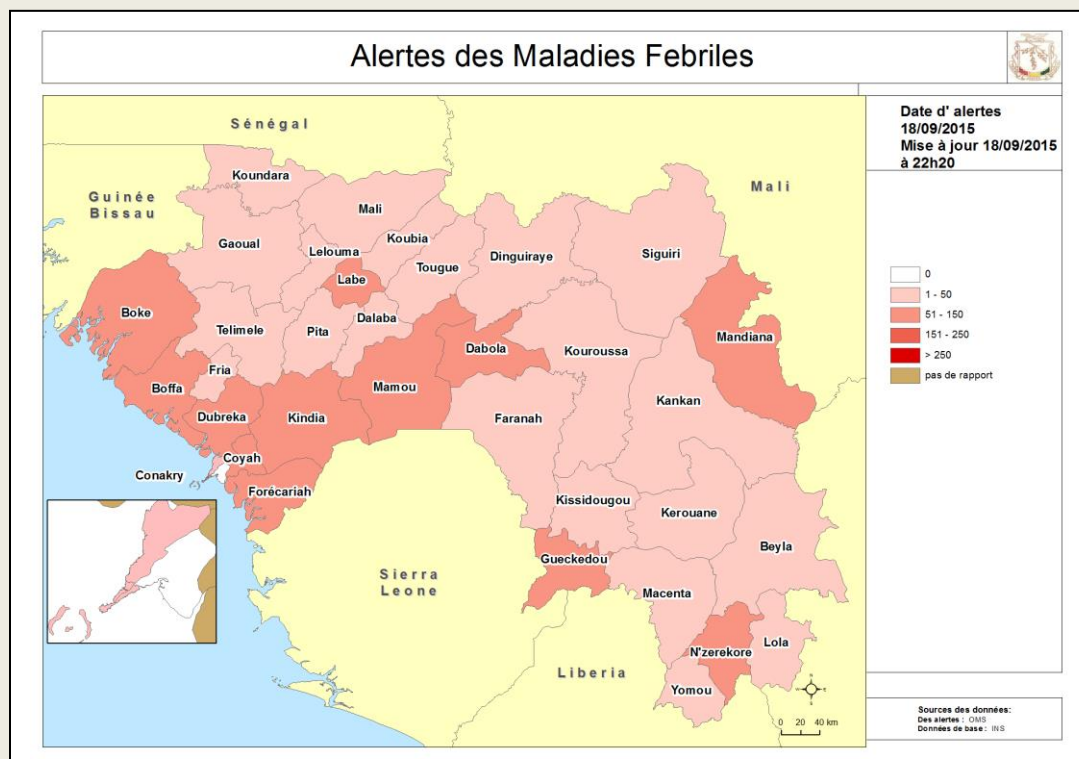 Alertes des Maladies Febriles
Date d' alertes
18/09/2015
Mise à jour 18/09/2015
à 22h20
Sénégal
Guinée
Bissau
Mali
Koundara
Mali
Gaoual
Koubia
Lelouma
Tougue
Dinguiraye
Siguiri
Labe
Boke
Telimele
Pita
Dalaba
Dabola
Kouroussa
Mandiana
Fria
Boffa
Mamou
Dubreka
Kindia
Kankan
Faranah
Coyah
Conakry
Forécariah
Kissidougou
Kerouane
Beyla
Gueckedou
Sierra
Leone
Macenta
Lola
N'zerekore
Liberia
Yomou
0
1 - 50
51 - 150
151 - 250
> 250
pas de rapport
0 20 40 km
Sources des données:
Des alertes : OMS
Données de base : INS